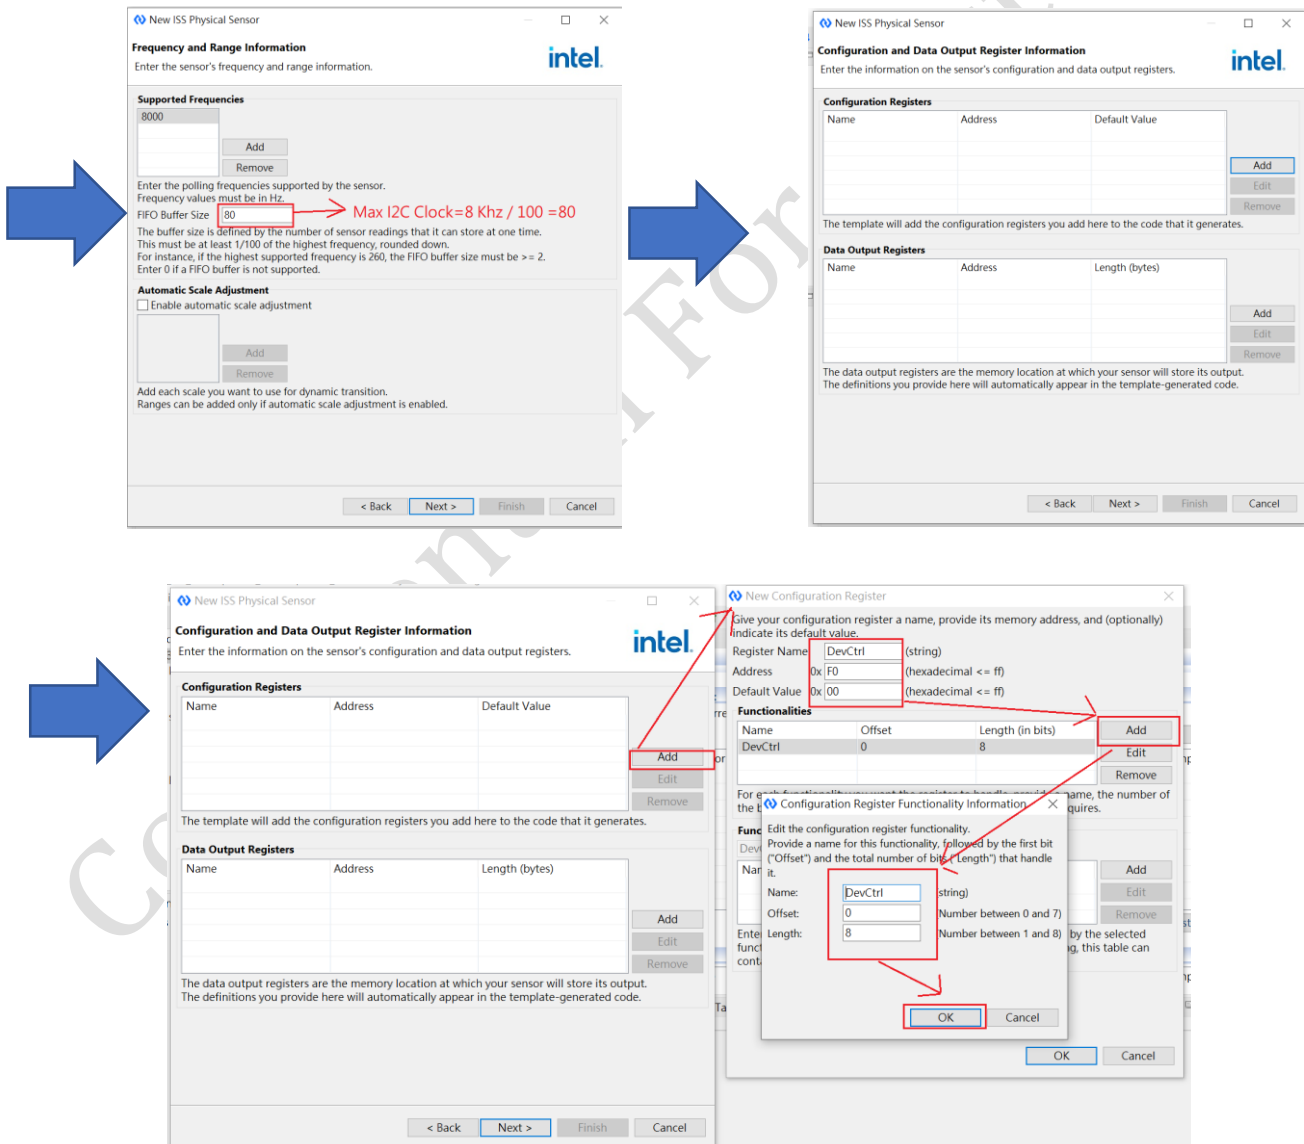 New ISS Physical Sensor
Frequency and Range Information
Enter the sensor's frequency and range information.
intel.
Supported Frequencies
8000
Add
Remove
Enter the polling frequencies supported by the sensor.
Frequency values must be in Hz.
FIFO Buffer Size 80
Max I2C Clock=8 Khz / 100 =80
The buffer size is defined by the number of sensor readings that it can store at one time.
This must be at least 1/100 of the highest frequency, rounded down.
For instance, if the highest supported frequency is 260, the FIFO buffer size must be >= 2.
Enter 0 if a FIFO buffer is not supported.
Automatic Scale Adjustment
Enable automatic scale adjustment
Add
Remove
Add each scale you want to use for dynamic transition.
Ranges can be added only if automatic scale adjustment is enabled.
< Back Next > Finish Cancel
New ISS Physical Sensor
Configuration and Data Output Register Information
Enter the information on the sensor's configuration and data output registers.
intel.
Configuration Registers
Name Address Default Value
Add
Edit
Remove
The template will add the configuration registers you add here to the code that it generates.
Data Output Registers
Name Address Length (bytes)
Add
Edit
Remove
The data output registers are the memory location at which your sensor will store its output.
The definitions you provide here will automatically appear in the template-generated code.
< Back Next > Finish Cancel
New ISS Physical Sensor
Configuration and Data Output Register Information
Enter the information on the sensor's configuration and data output registers.
intel.
Configuration Registers
Name Address Default Value
Add
Edit
Remove
The template will add the configuration registers you add here to the code that it generates.
Data Output Registers
Name Address Length (bytes)
Add
Edit
Remove
The data output registers are the memory location at which your sensor will store its output.
The definitions you provide here will automatically appear in the template-generated code.
< Back Next > Finish Cancel
New Configuration Register
Give your configuration register a name, provide its memory address, and (optionally)
indicate its default value.
Register Name DevCtrl (string)
Address 0x F0 (hexadecimal <= ff)
Default Value 0x 00 (hexadecimal <= ff)
Functionalities
Name Offset Length (in bits)
DevCtrl 0 8
Add
Edit
Remove
name, the number of
the b
quires.
Func
Dev
Nar
Add
Edit
Remove
Enter
by the selected
funct
g, this table can
conta
OK Cancel
Configuration Register Functionality Information
Edit the configuration register functionality.
Provide a name for this functionality, followed by the first bit
("Offset") and the total number of bits ("Length") that handle
it.
Name: DevCtrl (string)
Offset: 0 (Number between 0 and 7)
Length: 8 (Number between 1 and 8)
OK Cancel
For